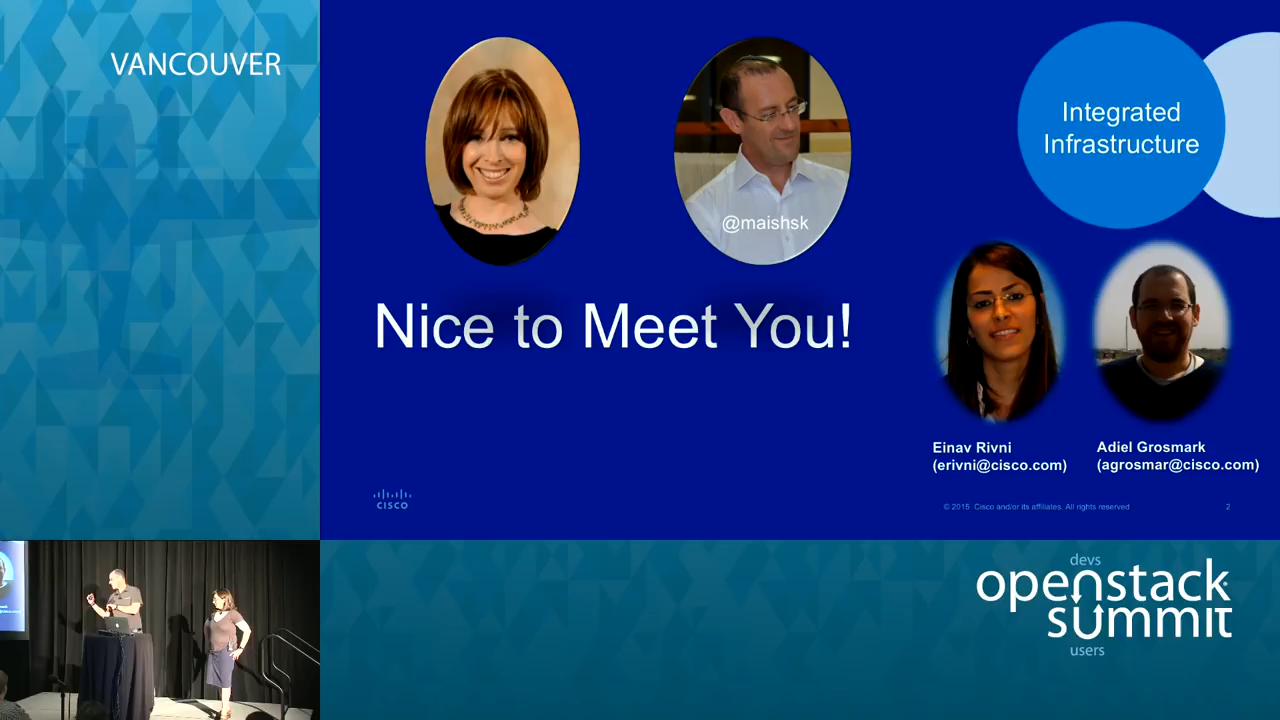 VANCOUVER
Integrated
Infrastructure
@maishsk
Nice to Meet You!
Einav Rivni
(erivni@cisco.com)
Adiel Grosmark
(agrosmar@cisco.com)
CISCO
© 2015 Cisco and/or its affiliates. All rights reserved
2
devs
openstack
summit
users